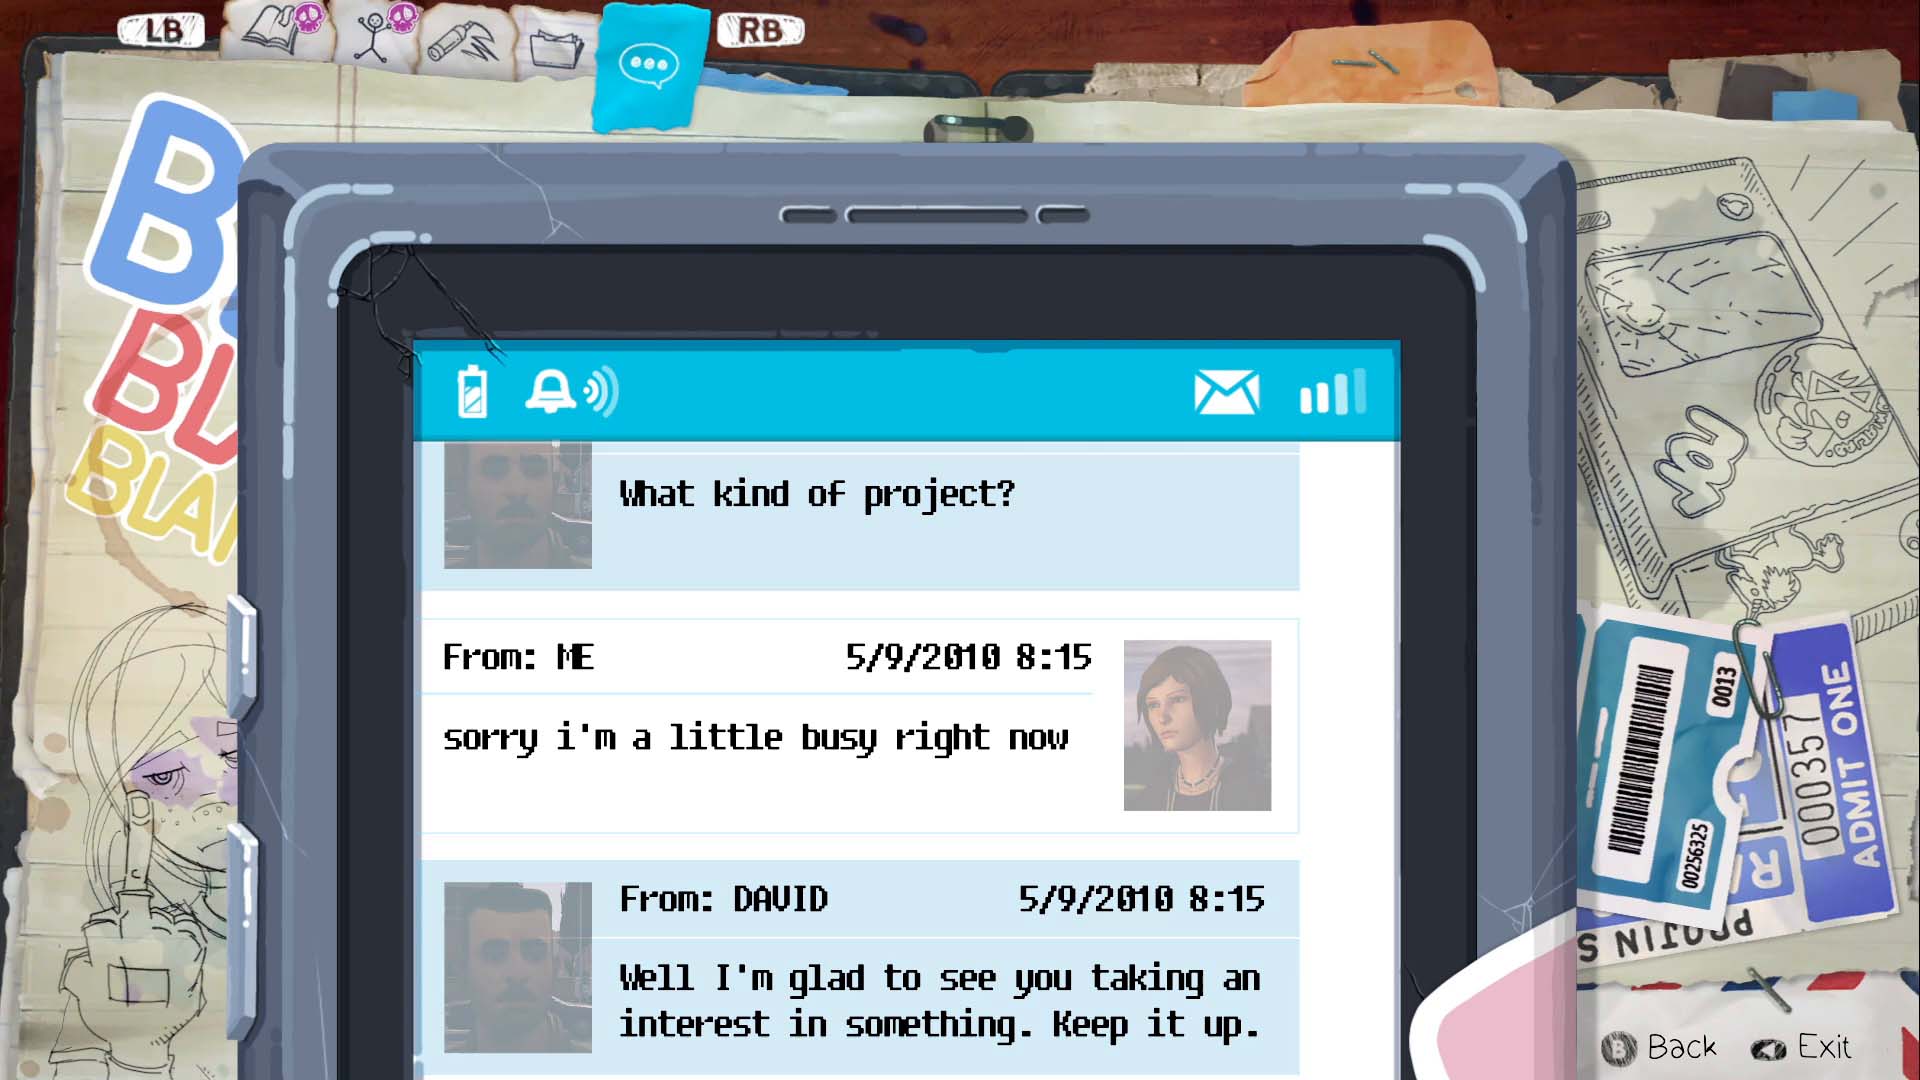 LB
RB
What kind of project?
From: ME 5/9/2010 8:15
sorry i'm a little busy right now
From: DAVID 5/9/2010 8:15
Well I'm glad to see you taking an
interest in something. Keep it up.
0013
00256325
000357
ADMIT ONE
B Back Exit